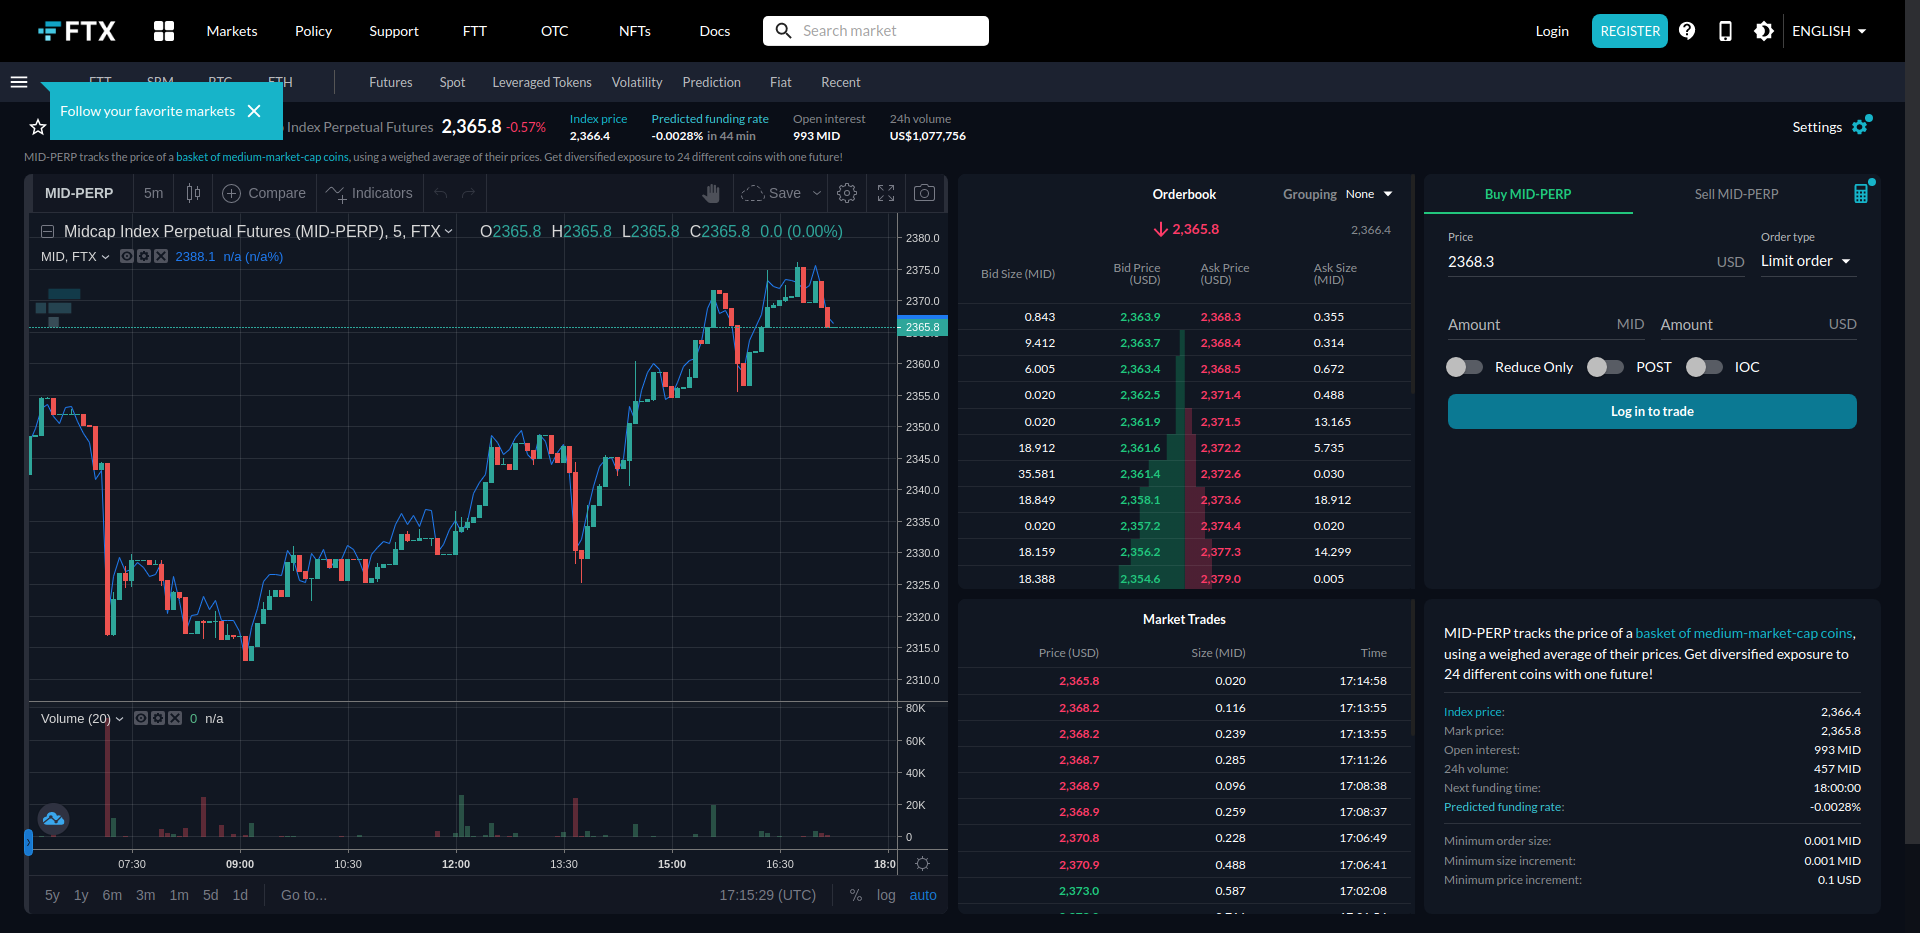 FTX Markets Policy Support FTT OTC NFTs Docs Search market Login REGISTER ENGLISH
FTT SRM BTC ETH Futures Spot Leveraged Tokens Volatility Prediction Fiat Recent
Follow your favorite markets
Index Perpetual Futures 2,365.8 -0.57%
Index price
2,366.4
Predicted funding rate
-0.0028% in 44 min
Open interest
993 MID
24h volume
US$1,077,756
Settings
MID-PERP tracks the price of a basket of medium-market-cap coins, using a weighed average of their prices. Get diversified exposure to 24 different coins with one future!
MID-PERP 5m Compare Indicators Save
Midcap Index Perpetual Futures (MID-PERP), 5, FTX O2365.8 H2365.8 L2365.8 C2365.8 0.0 (0.00%)
MID, FTX 2388.1 n/a (n/a%)
2380.0
2375.0
2370.0
2365.8
2360.0
2355.0
2350.0
2345.0
2340.0
2335.0
2330.0
2325.0
2320.0
2315.0
2310.0
Volume (20) 0 n/a
80K
60K
40K
20K
0
07:30 09:00 10:30 12:00 13:30 15:00 16:30 18:0
5y 1y 6m 3m 1m 5d 1d Go to... 17:15:29 (UTC) % log auto
Orderbook Grouping None
2,365.8 2,366.4
Bid Size (MID) Bid Price (USD) Ask Price (USD) Ask Size (MID)
0.843 2,363.9 2,368.3 0.355
9.412 2,363.7 2,368.4 0.314
6.005 2,363.4 2,368.5 0.672
0.020 2,362.5 2,371.4 0.488
0.020 2,361.9 2,371.5 13.165
18.912 2,361.6 2,372.2 5.735
35.581 2,361.4 2,372.6 0.030
18.849 2,358.1 2,373.6 18.912
0.020 2,357.2 2,374.4 0.020
18.159 2,356.2 2,377.3 14.299
18.388 2,354.6 2,379.0 0.005
Market Trades
Price (USD) Size (MID) Time
2,365.8 0.020 17:14:58
2,368.2 0.116 17:13:55
2,368.2 0.239 17:13:55
2,368.7 0.285 17:11:26
2,368.9 0.096 17:08:38
2,368.9 0.259 17:08:37
2,370.8 0.228 17:06:49
2,370.9 0.488 17:06:41
2,373.0 0.587 17:02:08
Buy MID-PERP Sell MID-PERP
Price Order type
2368.3 USD Limit order
Amount MID Amount USD
Reduce Only POST IOC
Log in to trade
MID-PERP tracks the price of a basket of medium-market-cap coins,
using a weighed average of their prices. Get diversified exposure to
24 different coins with one future!
Index price: 2,366.4
Mark price: 2,365.8
Open interest: 993 MID
24h volume: 457 MID
Next funding time: 18:00:00
Predicted funding rate: -0.0028%
Minimum order size: 0.001 MID
Minimum size increment: 0.001 MID
Minimum price increment: 0.1 USD